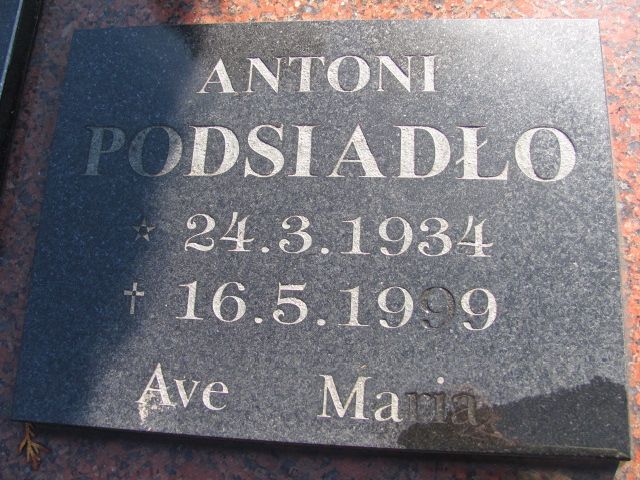 ANTONI
PODSIADŁO
* 24.3.1934
✝ 16.5.1999
Ave Maria